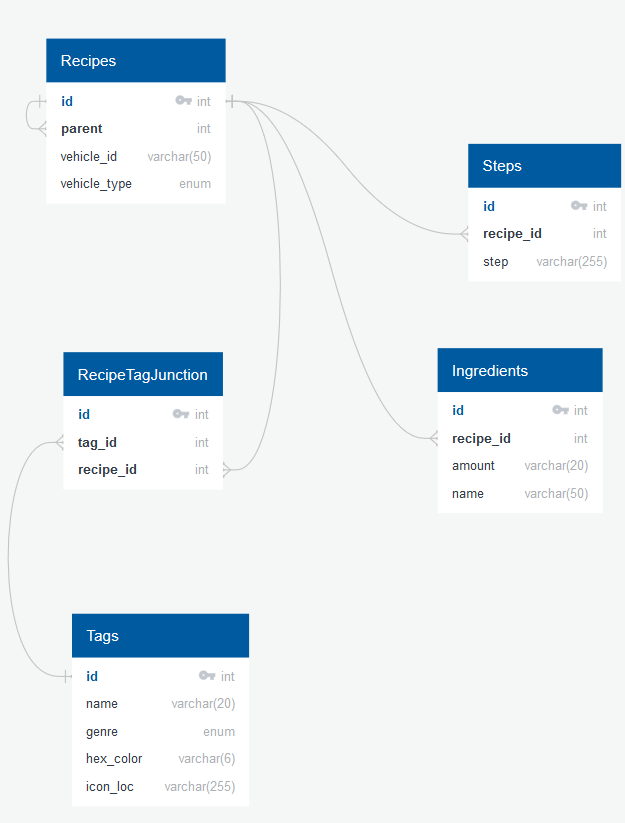 Recipes
id int
parent int
vehicle_id varchar(50)
vehicle_type enum
Steps
id int
recipe_id int
step varchar(255)
RecipeTagJunction
id int
tag_id int
recipe_id int
Ingredients
id int
recipe_id int
amount varchar(20)
name varchar(50)
Tags
id int
name varchar(20)
genre enum
hex_color varchar(6)
icon_loc varchar(255)